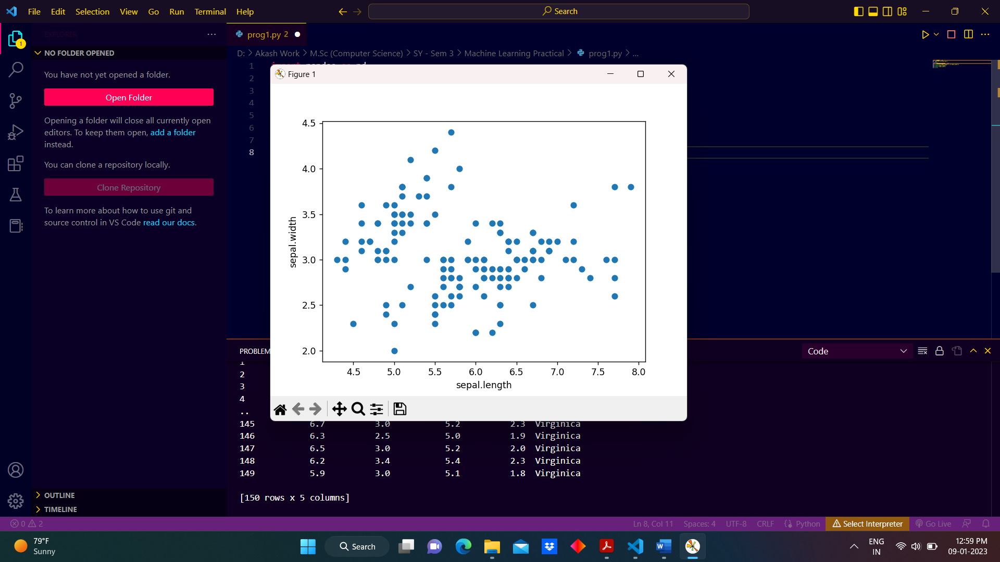 File Edit Selection View Go Run Terminal Help
Search
EXPLORER
1
NO FOLDER OPENED
You have not yet opened a folder.
Open Folder
Opening a folder will close all currently open
editors. To keep them open, add a folder
instead.
You can clone a repository locally.
Clone Repository
To learn more about how to use git and
source control in VS Code read our docs.
OUTLINE
TIMELINE
prog1.py 2
D: > Akash Work > M.Sc (Computer Science) > SY - Sem 3 > Machine Learning Practical > prog1.py > ...
1
2
3
4
5
6
7
8
Figure 1
4.5
4.0
3.5
3.0
2.5
2.0
sepal.width
4.5 5.0 5.5 6.0 6.5 7.0 7.5 8.0
sepal.length
PROBLEM
Code
1
2
3
4
..
145 6.7 3.0 5.2 2.3 Virginica
146 6.3 2.5 5.0 1.9 Virginica
147 6.5 3.0 5.2 2.0 Virginica
148 6.2 3.4 5.4 2.3 Virginica
149 5.9 3.0 5.1 1.8 Virginica
[150 rows x 5 columns]
0 2
Ln 8, Col 11 Spaces: 4 UTF-8 CRLF Python Select Interpreter Go Live
79°F
Sunny
Search
ENG
IN
12:59 PM
09-01-2023